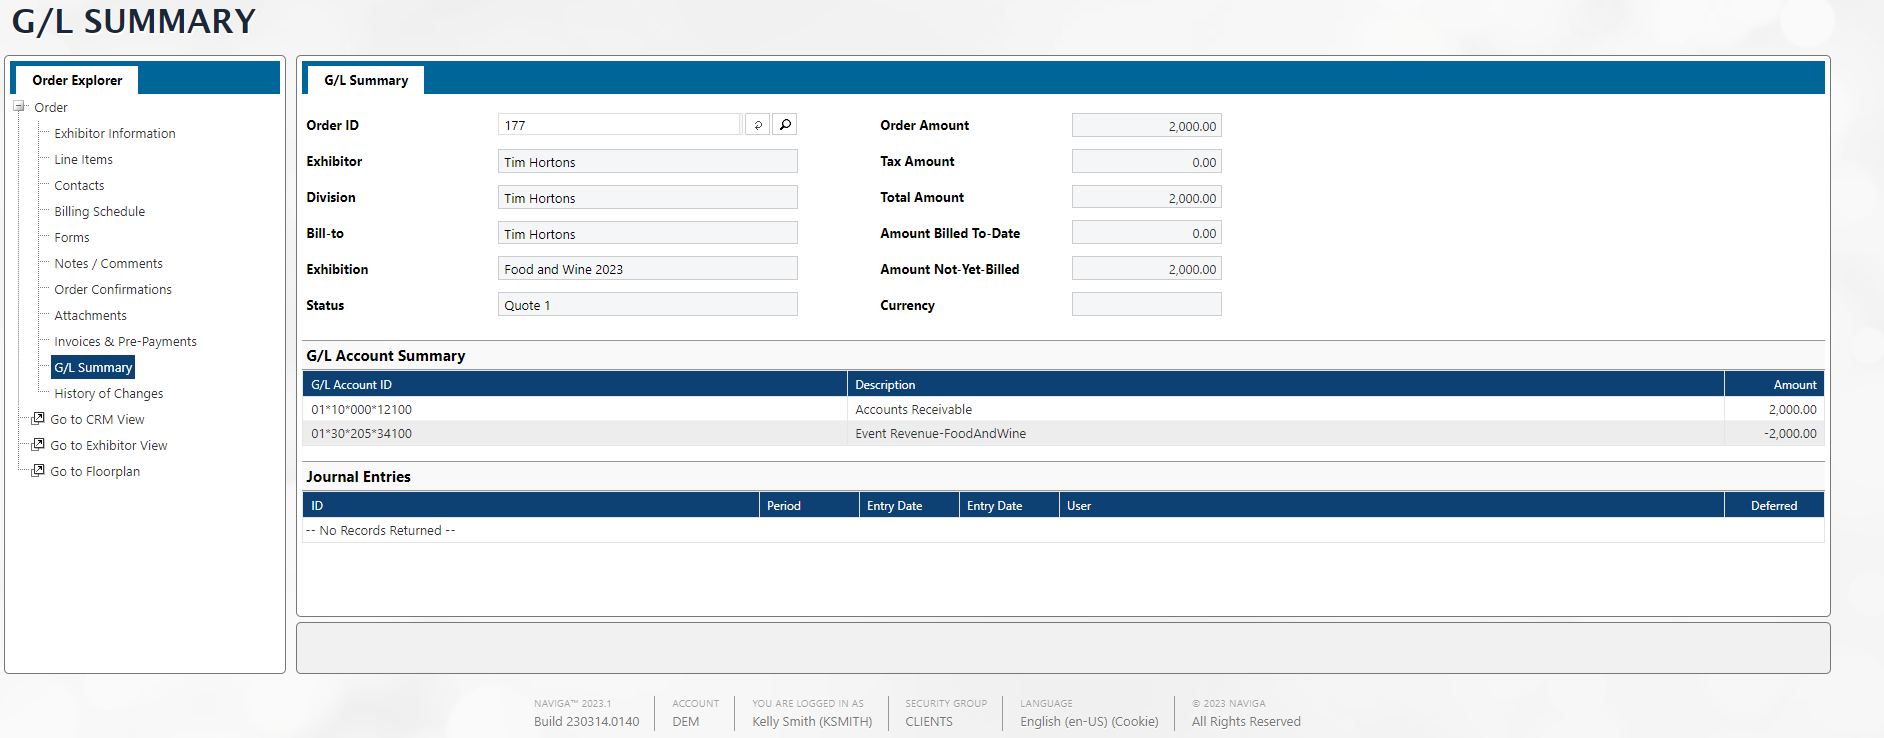 G/L SUMMARY
Order Explorer
Order
Exhibitor Information
Line Items
Contacts
Billing Schedule
Forms
Notes / Comments
Order Confirmations
Attachments
Invoices & Pre-Payments
G/L Summary
History of Changes
Go to CRM View
Go to Exhibitor View
Go to Floorplan
G/L Summary
Order ID 177 Order Amount 2,000.00
Exhibitor Tim Hortons Tax Amount 0.00
Division Tim Hortons Total Amount 2,000.00
Bill-to Tim Hortons Amount Billed To-Date 0.00
Exhibition Food and Wine 2023 Amount Not-Yet-Billed 2,000.00
Status Quote 1 Currency
G/L Account Summary
G/L Account ID Description Amount
01*10*000*12100 Accounts Receivable 2,000.00
01*30*205*34100 Event Revenue-FoodAndWine -2,000.00
Journal Entries
ID Period Entry Date Entry Date User Deferred
-- No Records Returned --
NAVIGA™ 2023.1 ACCOUNT YOU ARE LOGGED IN AS SECURITY GROUP LANGUAGE © 2023 NAVIGA
Build 230314.0140 DEM Kelly Smith (KSMITH) CLIENTS English (en-US) (Cookie) All Rights Reserved